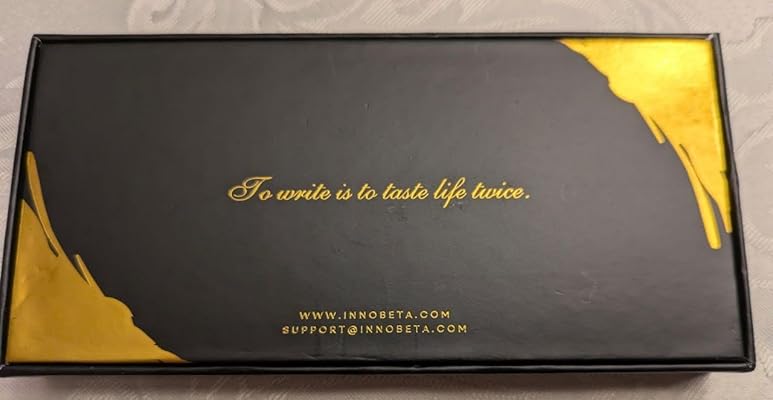 To write is to taste life twice.
WWW.INNOBETA.COM
SUPPORT@INNOBETA.COM